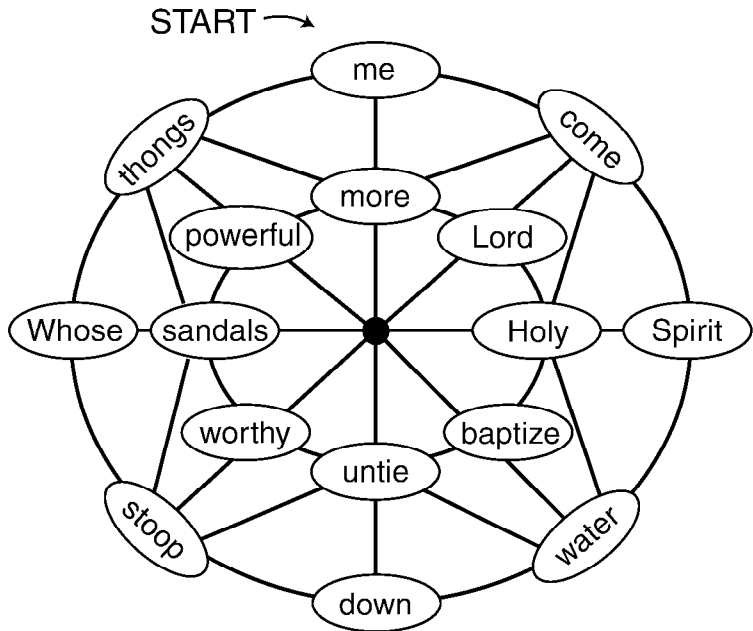 START
me
thongs
come
more
powerful
Lord
Whose
sandals
Holy
Spirit
worthy
baptize
untie
stoop
water
down